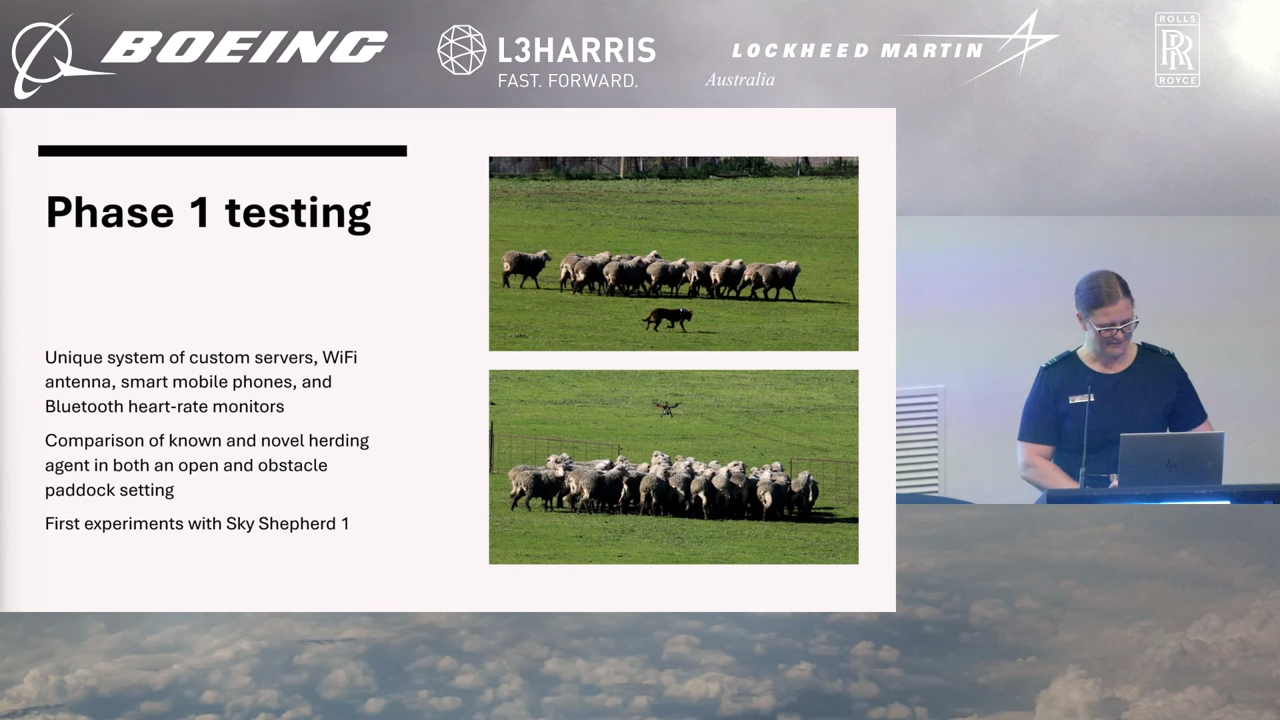 BOEING
L3HARRIS
FAST. FORWARD.
LOCKHEED MARTIN
Australia
ROLLS
RR
ROYCE
Phase 1 testing
Unique system of custom servers, WiFi
antenna, smart mobile phones, and
Bluetooth heart-rate monitors
Comparison of known and novel herding
agent in both an open and obstacle
paddock setting
First experiments with Sky Shepherd 1
hp